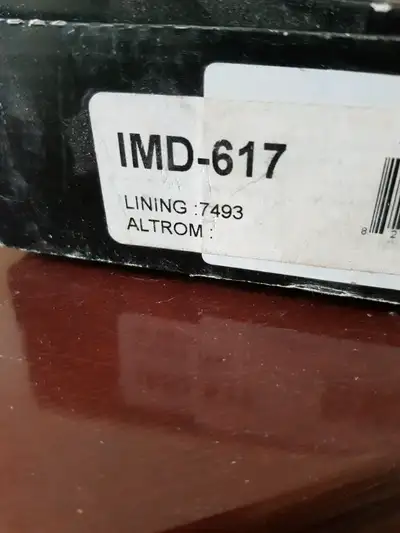 IMD-617
LINING :7493
ALTROM :
8 2